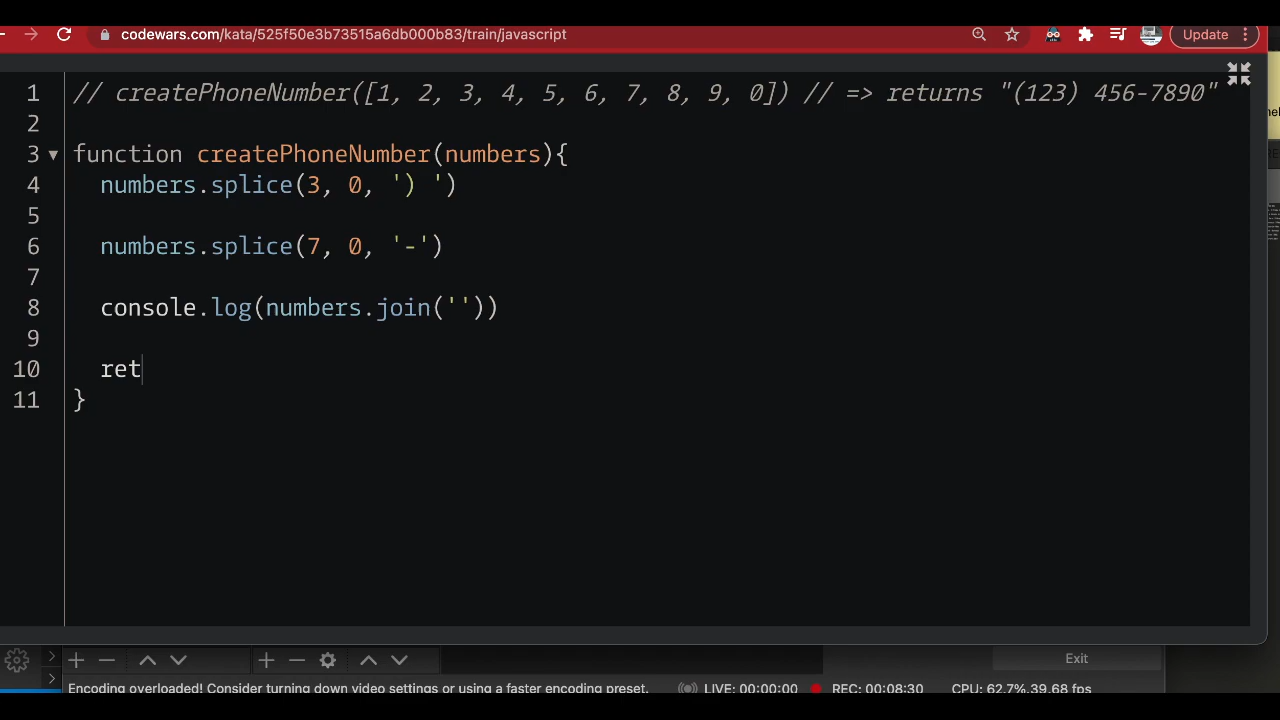 codewars.com/kata/525f50e3b73515a6db000b83/train/javascript
Update
1 // createPhoneNumber([1, 2, 3, 4, 5, 6, 7, 8, 9, 0]) // => returns "(123) 456-7890"
2
3 function createPhoneNumber(numbers){
4 numbers.splice(3, 0, ') ')
5
6 numbers.splice(7, 0, '-')
7
8 console.log(numbers.join(''))
9
10 ret
11 }
Exit
Encoding overloaded! Consider turning down video settings or using a faster encoding preset. LIVE: 00:00:00 REC: 00:08:30 CPU: 62.7%,39.68 fps